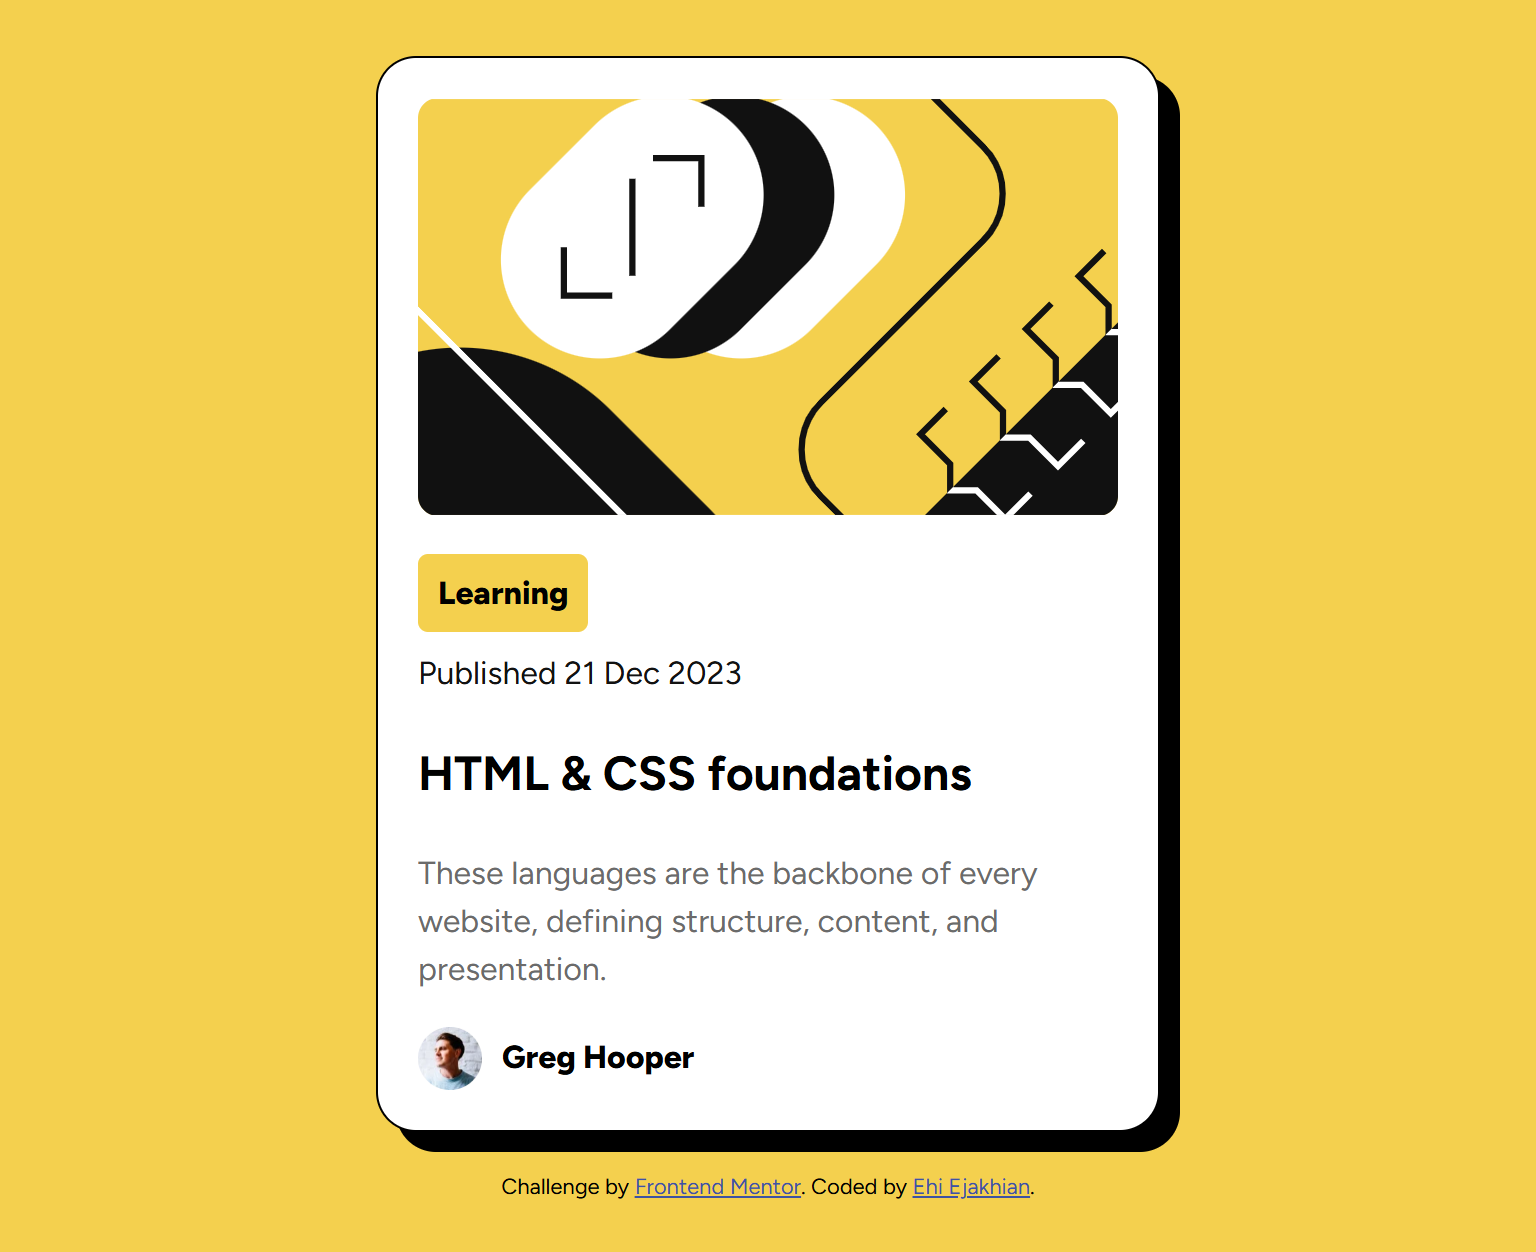 Learning
Published 21 Dec 2023
HTML & CSS foundations
These languages are the backbone of every
website, defining structure, content, and
presentation.
Greg Hooper
Challenge by Frontend Mentor. Coded by Ehi Ejakhian.